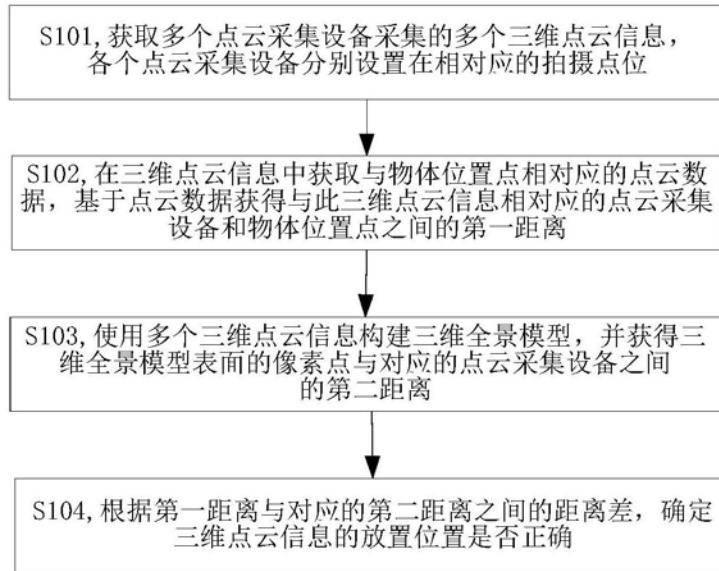 S101,获取多个点云采集设备采集的多个三维点云信息，
各个点云采集设备分别设置在相对应的拍摄点位
S102,在三维点云信息中获取与物体位置点相对应的点云数
据，基于点云数据获得与此三维点云信息相对应的点云采集
设备和物体位置点之间的第一距离
S103,使用多个三维点云信息构建三维全景模型，并获得三
维全景模型表面的像素点与对应的点云采集设备之间
的第二距离
S104,根据第一距离与对应的第二距离之间的距离差，确定
三维点云信息的放置位置是否正确